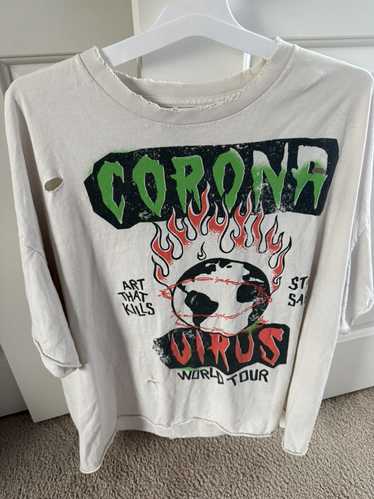 CORONA
ART
THAT
KILLS
ST
SA
VIRUS
WORLD TOUR